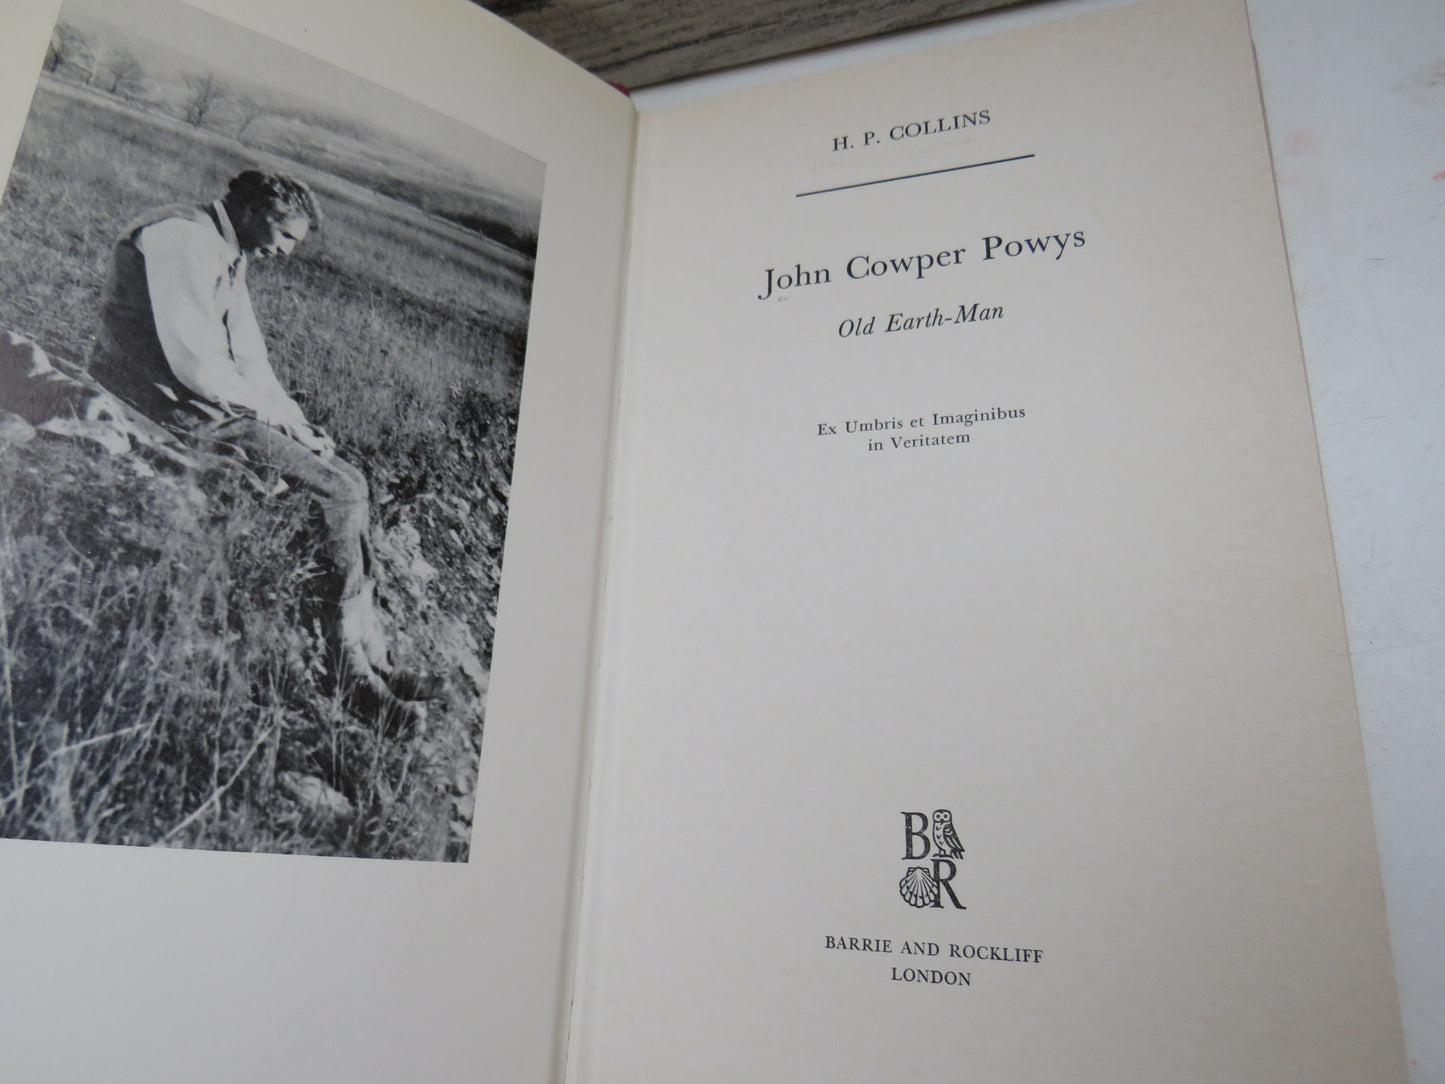 H. P. COLLINS
John Cowper Powys
Old Earth-Man
Ex Umbris et Imaginibus
in Veritatem
B
R
BARRIE AND ROCKLIFF
LONDON